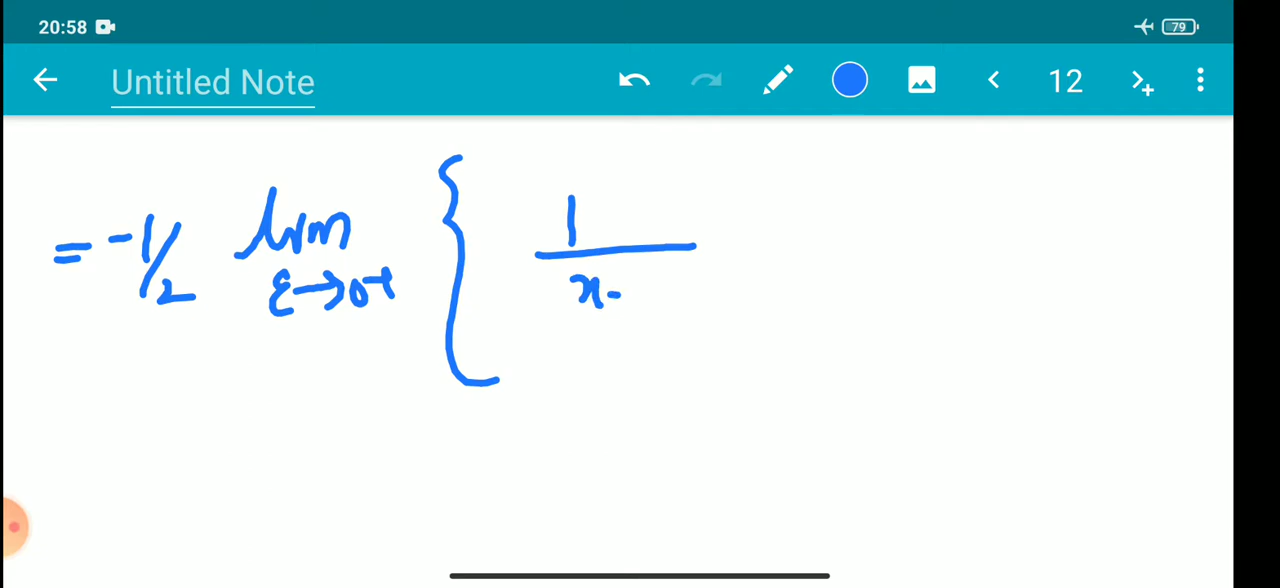 20:58 79
Untitled Note 12
= -1/2 lim { 1
ε→0+ x-